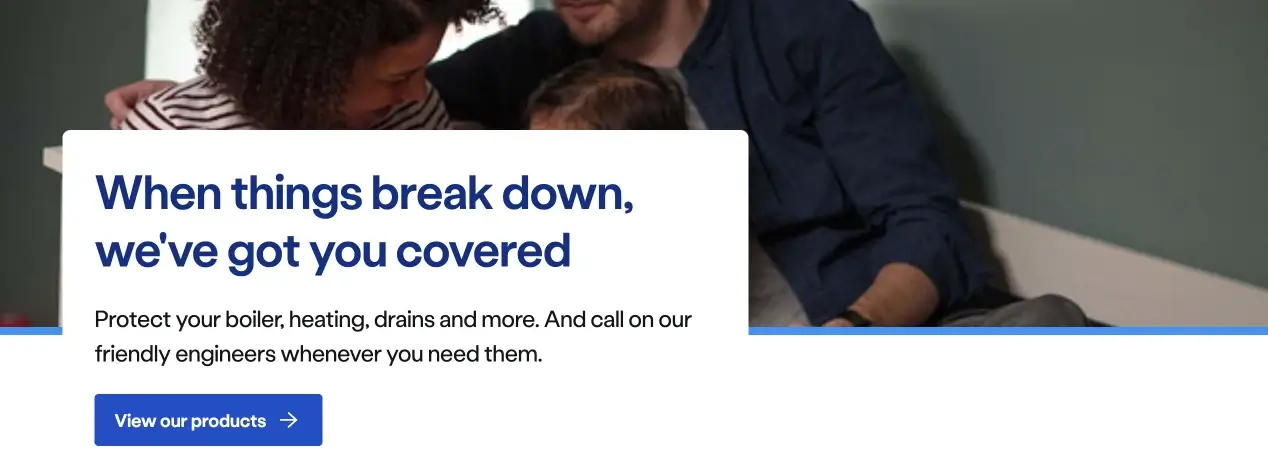 When things break down,
we've got you covered
Protect your boiler, heating, drains and more. And call on our
friendly engineers whenever you need them.
View our products →